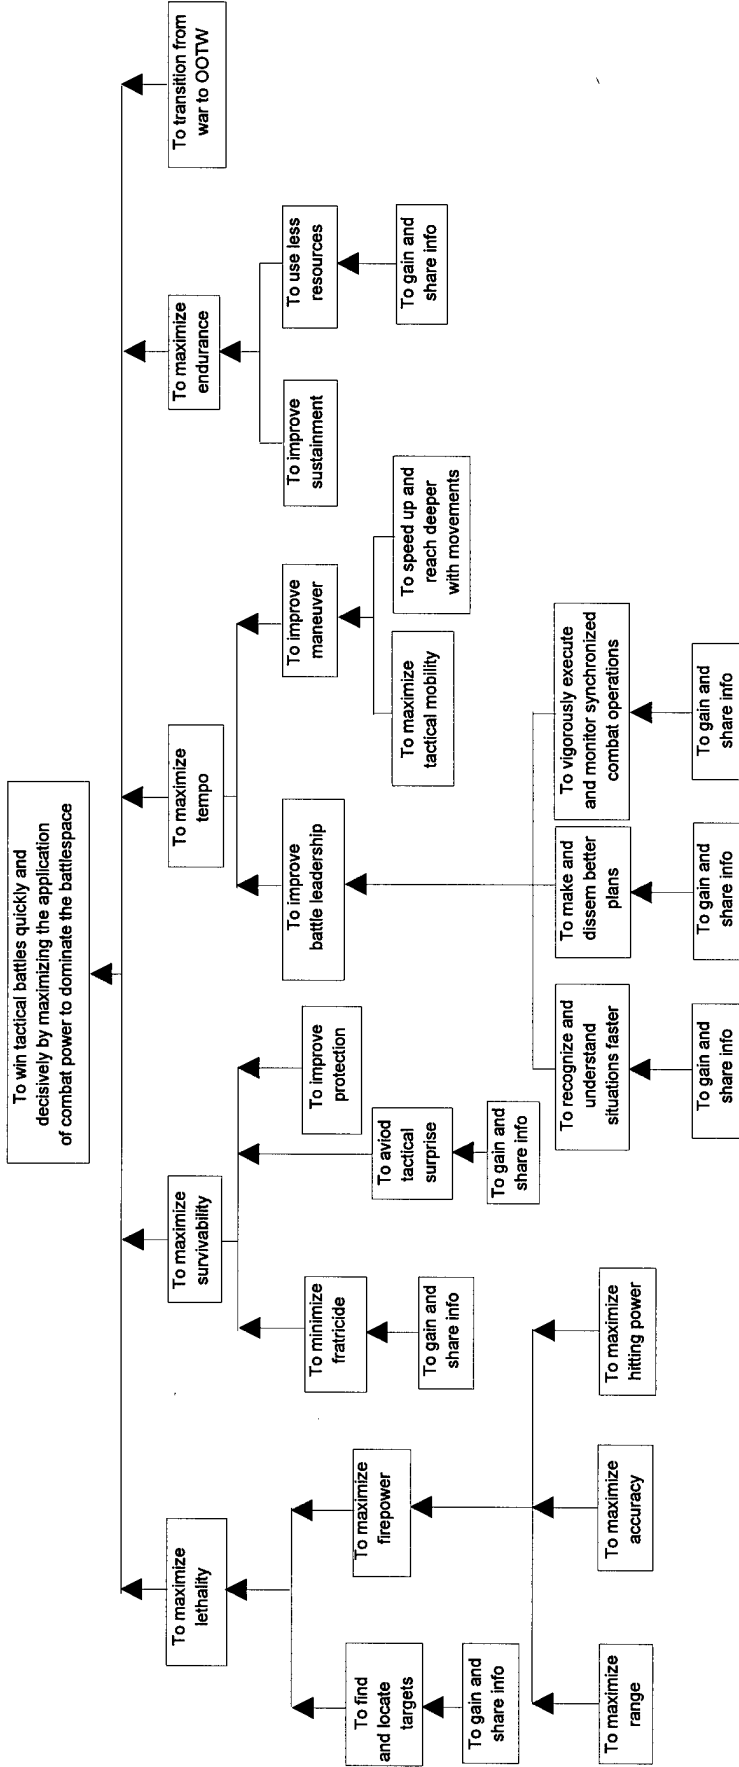 To win tactical battles quickly and
decisively by maximizing the application
of combat power to dominate the battlespace
To maximize
lethality
To maximize
survivability
To maximize
tempo
To maximize
endurance
To transition from
war to OOTW
To find
and locate
targets
To gain and
share info
To maximize
firepower
To maximize
range
To maximize
accuracy
To maximize
hitting power
To minimize
fratricide
To gain and
share info
To aviod
tactical
surprise
To gain and
share info
To improve
protection
To improve
battle leadership
To recognize and
understand
situations faster
To gain and
share info
To make and
dissem better
plans
To gain and
share info
To vigorously execute
and monitor synchronized
combat operations
To gain and
share info
To improve
maneuver
To maximize
tactical mobility
To speed up and
reach deeper
with movements
To improve
sustainment
To use less
resources
To gain and
share info